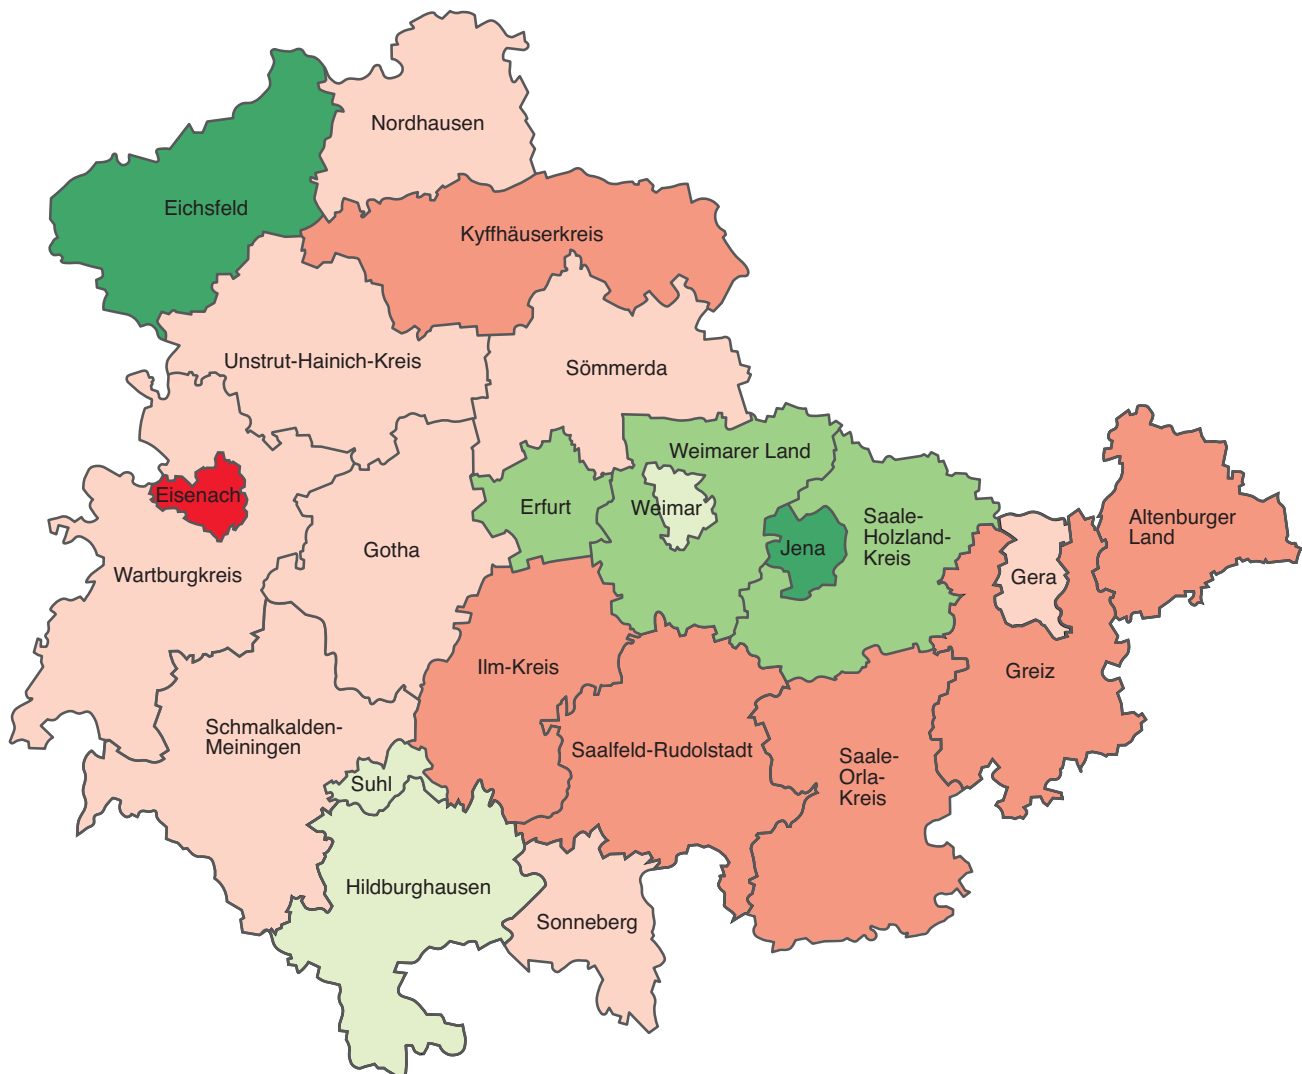 Nordhausen
Eichsfeld
Kyffhäuserkreis
Unstrut-Hainich-Kreis
Sömmerda
Weimarer Land
Eisenach
Erfurt
Weimar
Saale-
Holzland-
Kreis
Altenburger
Land
Jena
Gotha
Wartburgkreis
Gera
Ilm-Kreis
Greiz
Schmalkalden-
Meiningen
Saalfeld-Rudolstadt
Saale-
Orla-
Kreis
Suhl
Hildburghausen
Sonneberg